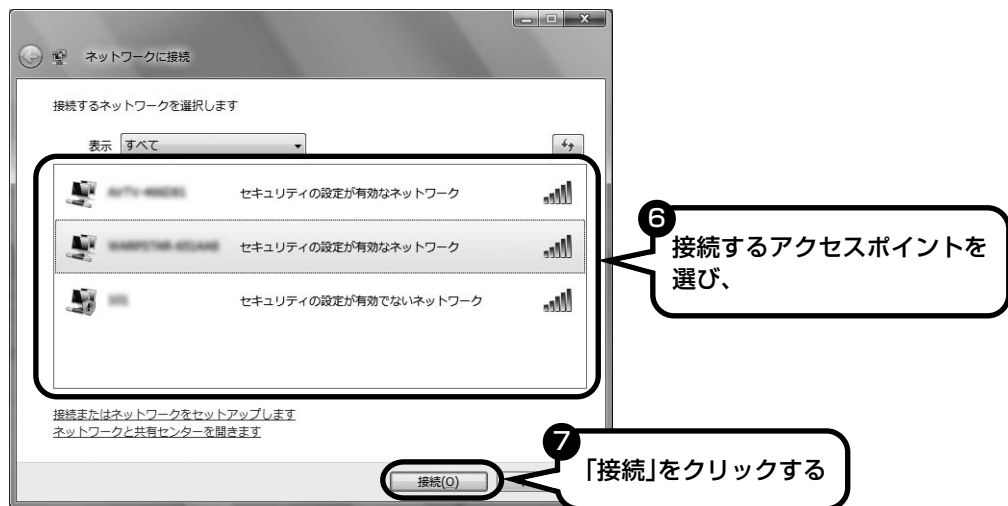 ネットワークに接続
接続するネットワークを選択します
表示 すべて
セキュリティの設定が有効なネットワーク
セキュリティの設定が有効なネットワーク
セキュリティの設定が有効でないネットワーク
6
接続するアクセスポイントを
選び、
接続またはネットワークをセットアップします
ネットワークと共有センターを開きます
7
「接続」をクリックする
接続(O)